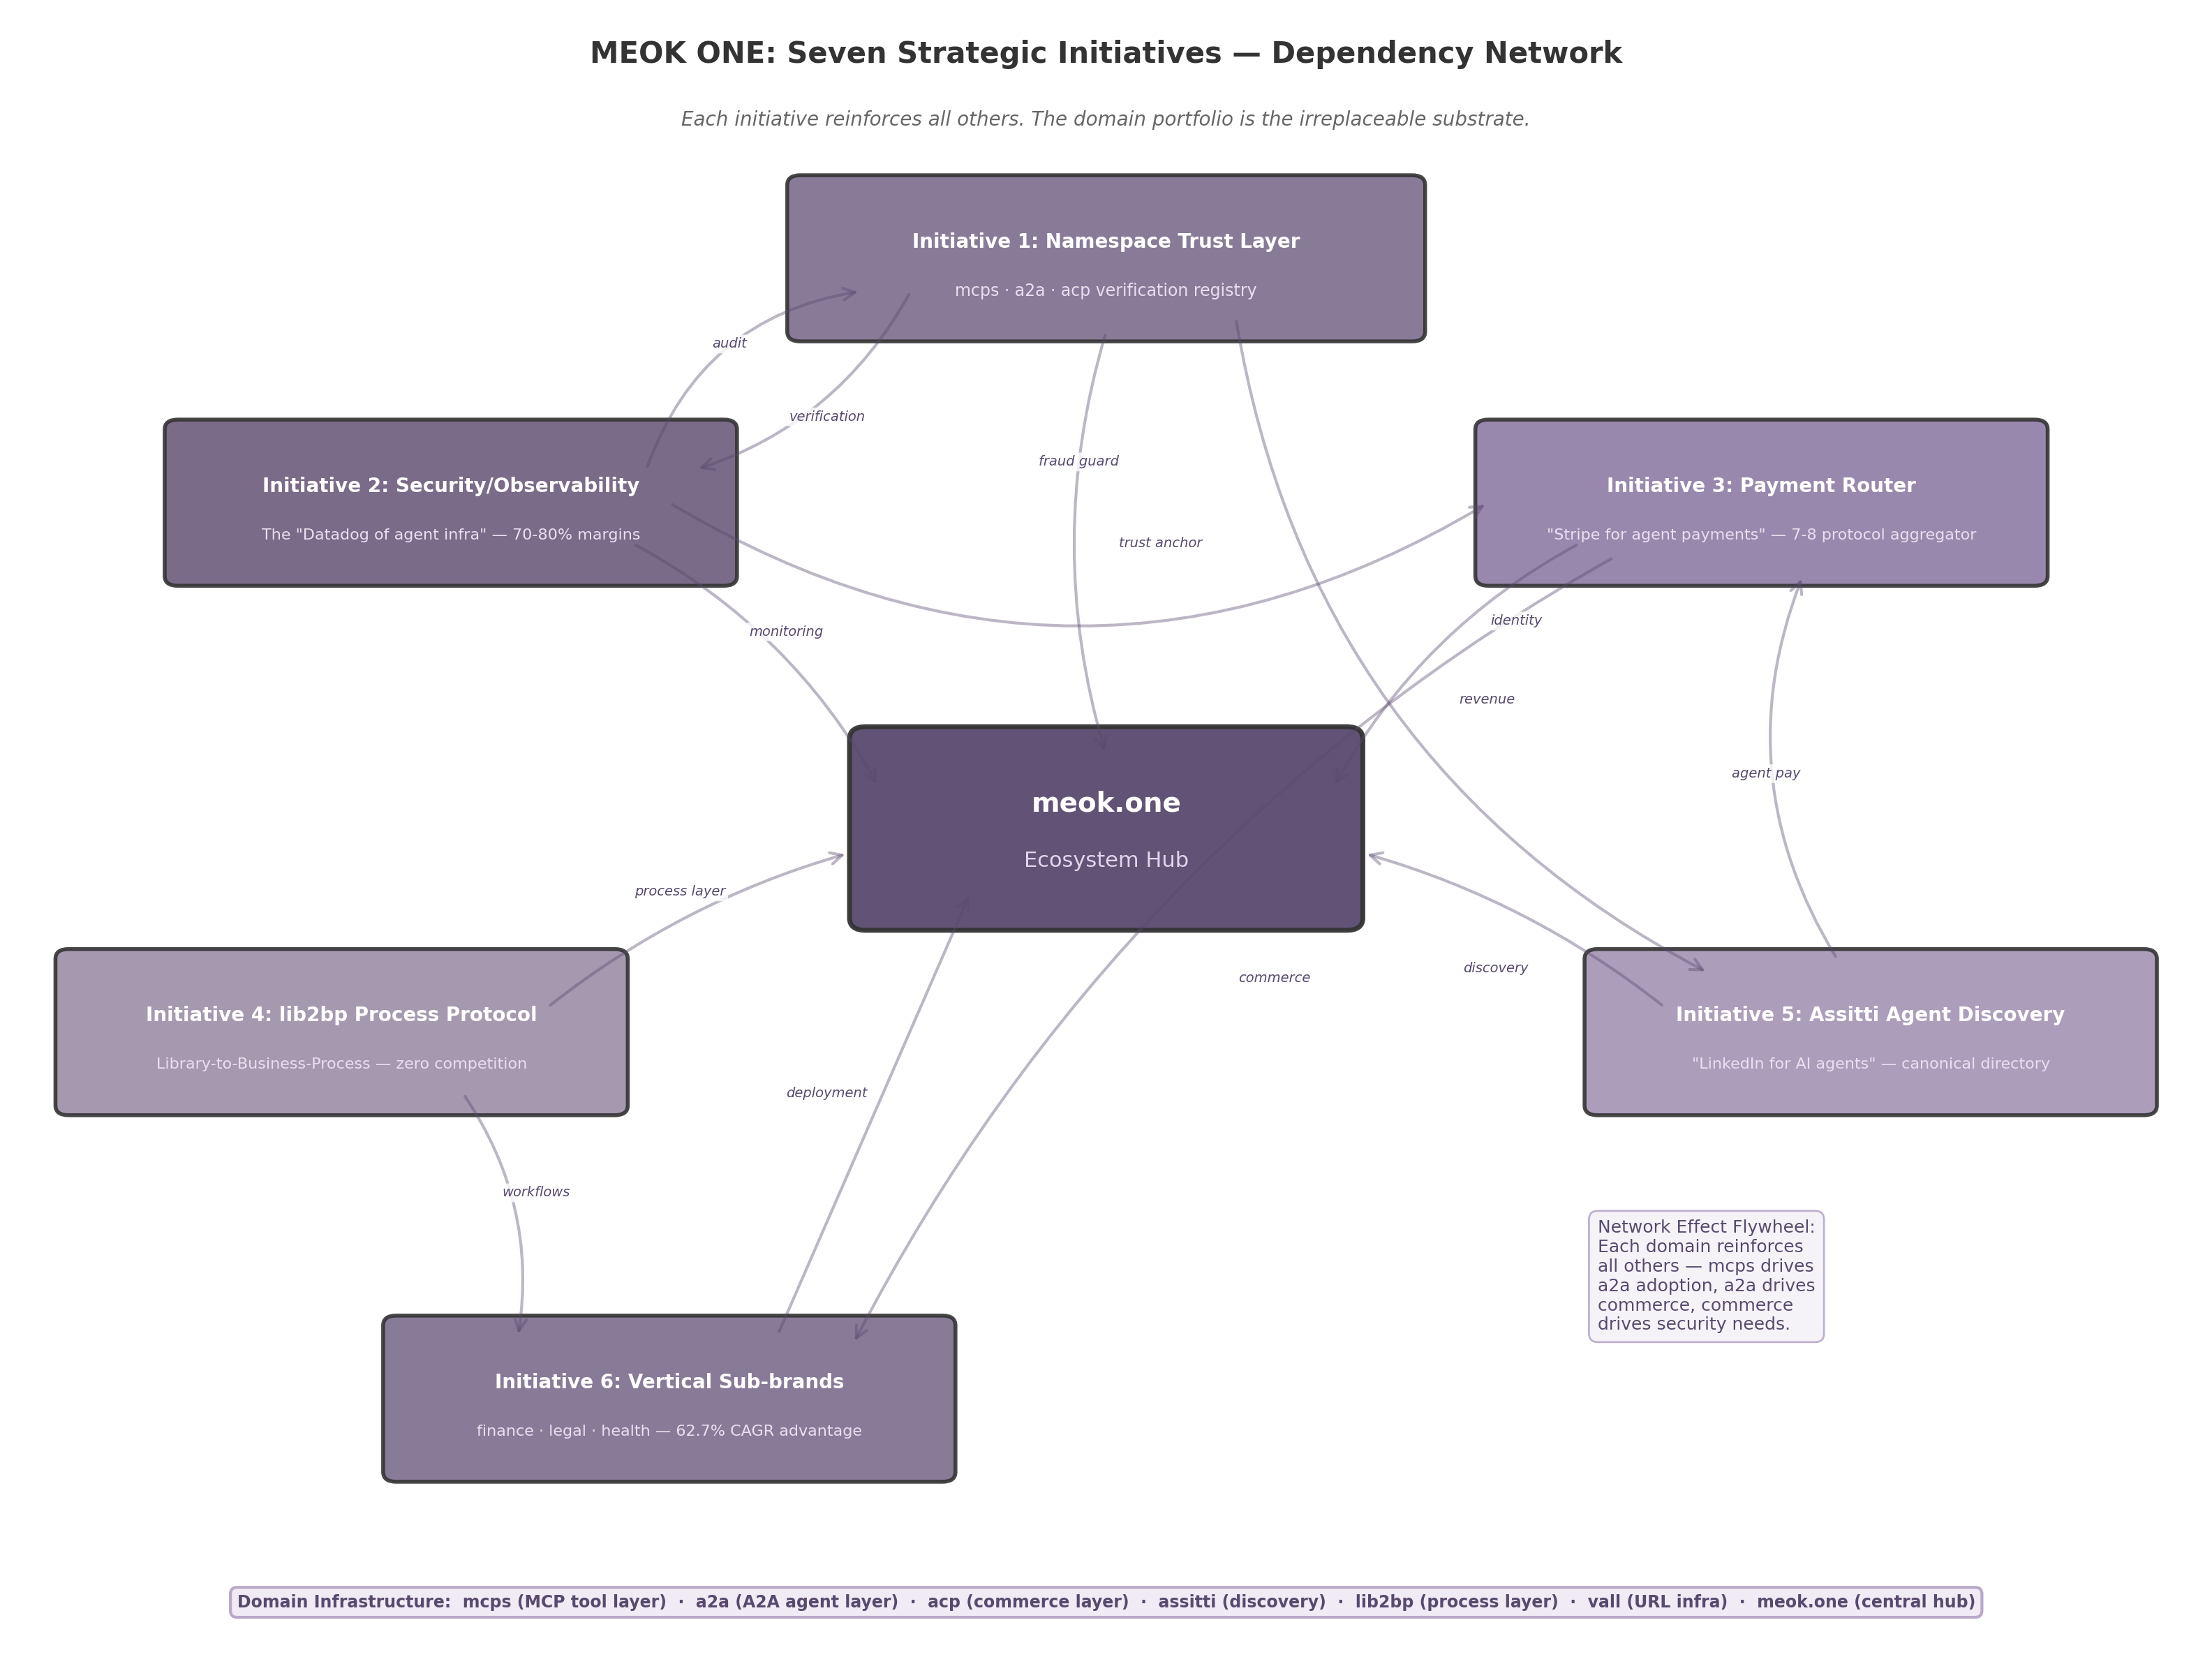 MEOK ONE: Seven Strategic Initiatives — Dependency Network
Each initiative reinforces all others. The domain portfolio is the irreplaceable substrate.
Initiative 1: Namespace Trust Layer
mcps · a2a · acp verification registry
audit
verification
fraud guard
trust anchor
Initiative 2: Security/Observability
The "Datadog of agent infra" — 70-80% margins
Initiative 3: Payment Router
"Stripe for agent payments" — 7-8 protocol aggregator
monitoring
identity
revenue
agent pay
meok.one
Ecosystem Hub
process layer
commerce
discovery
Initiative 4: lib2bp Process Protocol
Library-to-Business-Process — zero competition
Initiative 5: Assitti Agent Discovery
"LinkedIn for AI agents" — canonical directory
deployment
workflows
Network Effect Flywheel:
Each domain reinforces
all others — mcps drives
a2a adoption, a2a drives
commerce, commerce
drives security needs.
Initiative 6: Vertical Sub-brands
finance · legal · health — 62.7% CAGR advantage
Domain Infrastructure: mcps (MCP tool layer) · a2a (A2A agent layer) · acp (commerce layer) · assitti (discovery) · lib2bp (process layer) · vall (URL infra) · meok.one (central hub)